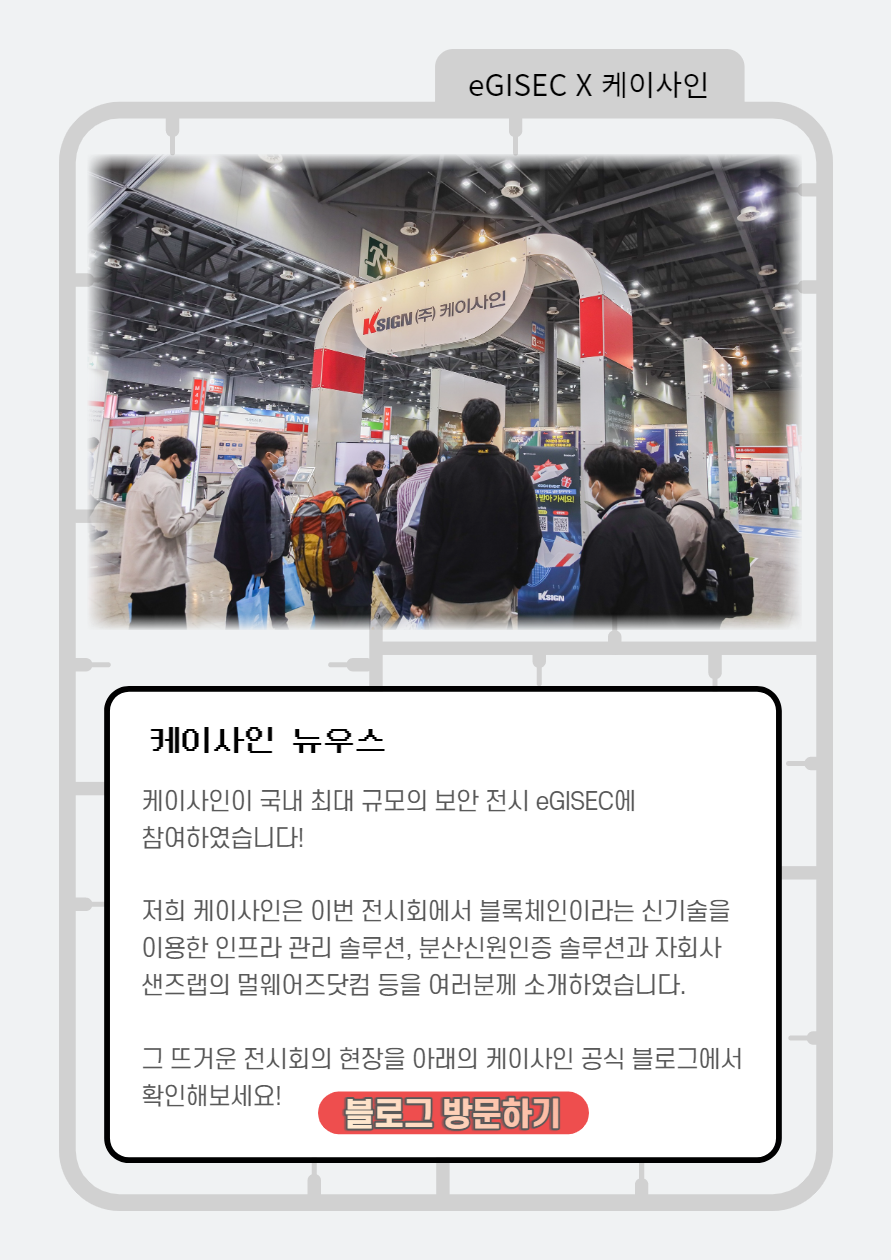 eGISEC X 케이사인
KSIGN (주) 케이사인
받아 가세요!
KSIGN
케이사인 뉴우스
케이사인이 국내 최대 규모의 보안 전시 eGISEC에
참여하였습니다!
저희 케이사인은 이번 전시회에서 블록체인이라는 신기술을
이용한 인프라 관리 솔루션, 분산신원인증 솔루션과 자회사
샌즈랩의 멀웨어즈닷컴 등을 여러분께 소개하였습니다.
그 뜨거운 전시회의 현장을 아래의 케이사인 공식 블로그에서
확인해보세요!
블로그 방문하기